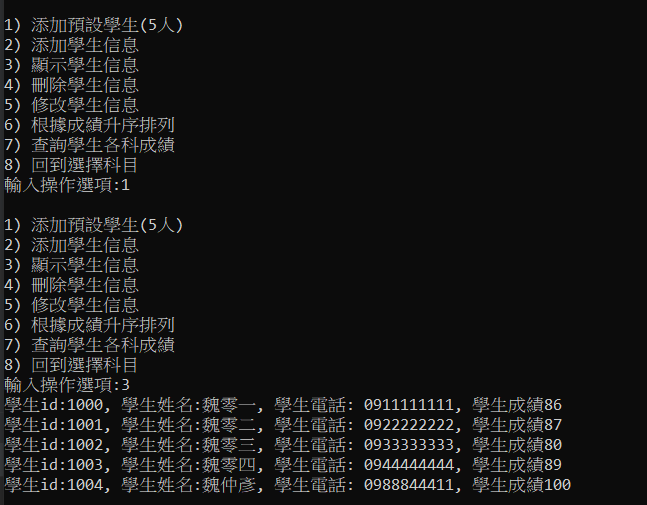 1) 添加預設學生(5人)
2) 添加學生信息
3) 顯示學生信息
4) 刪除學生信息
5) 修改學生信息
6) 根據成績升序排列
7) 查詢學生各科成績
8) 回到選擇科目
輸入操作選項:1
1) 添加預設學生(5人)
2) 添加學生信息
3) 顯示學生信息
4) 刪除學生信息
5) 修改學生信息
6) 根據成績升序排列
7) 查詢學生各科成績
8) 回到選擇科目
輸入操作選項:3
學生id:1000, 學生姓名:魏零一, 學生電話: 0911111111, 學生成績86
學生id:1001, 學生姓名:魏零二, 學生電話: 0922222222, 學生成績87
學生id:1002, 學生姓名:魏零三, 學生電話: 0933333333, 學生成績80
學生id:1003, 學生姓名:魏零四, 學生電話: 0944444444, 學生成績89
學生id:1004, 學生姓名:魏仲彥, 學生電話: 0988844411, 學生成績100